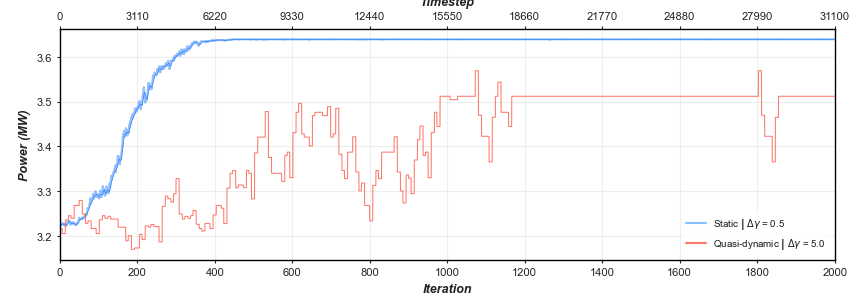 Timestep
0 3110 6220 9330 12440 15550 18660 21770 24880 27990 31100
3.6
3.5
3.4
3.3
3.2
Power (MW)
Static | Δγ = 0.5
Quasi-dynamic | Δγ = 5.0
0 200 400 600 800 1000 1200 1400 1600 1800 2000
Iteration